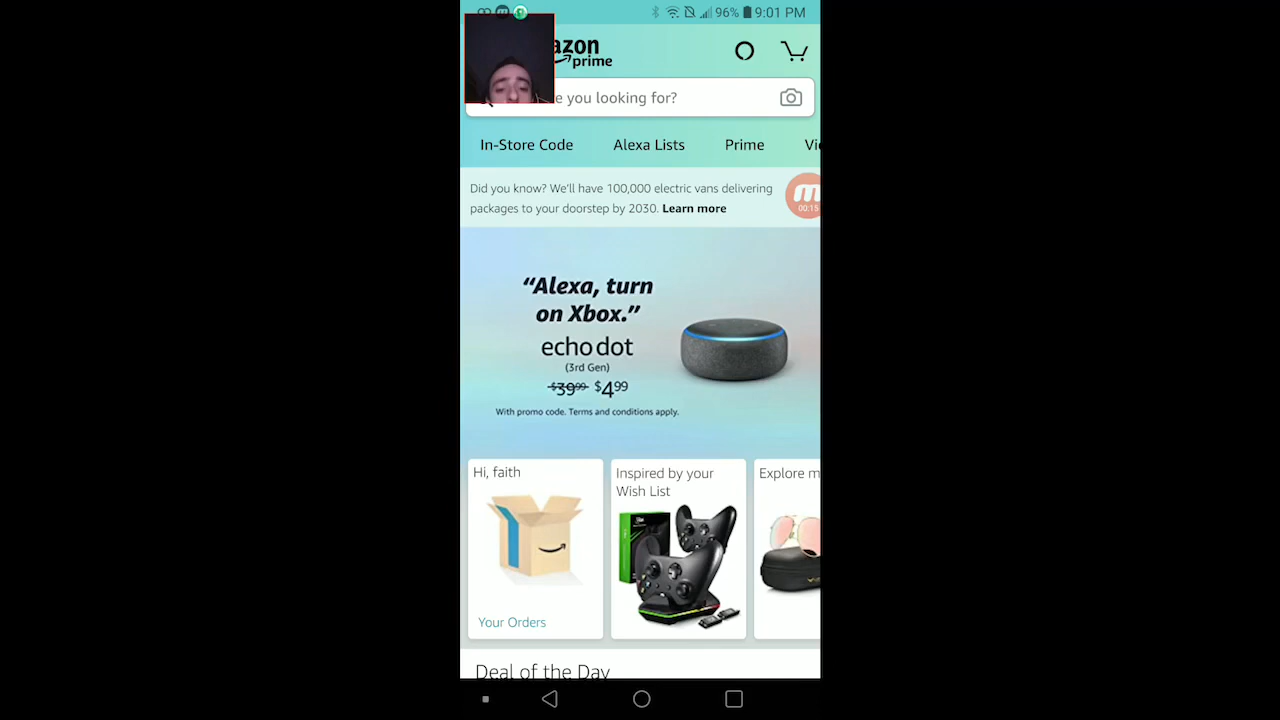 96% 9:01 PM
azon
prime
e you looking for?
In-Store Code Alexa Lists Prime Vi
Did you know? We'll have 100,000 electric vans delivering
packages to your doorstep by 2030. Learn more
m
00:15
“Alexa, turn
on Xbox.”
echo dot
(3rd Gen)
$39.99 $4.99
With promo code. Terms and conditions apply.
Hi, faith
Your Orders
Inspired by your
Wish List
Explore m
Deal of the Day